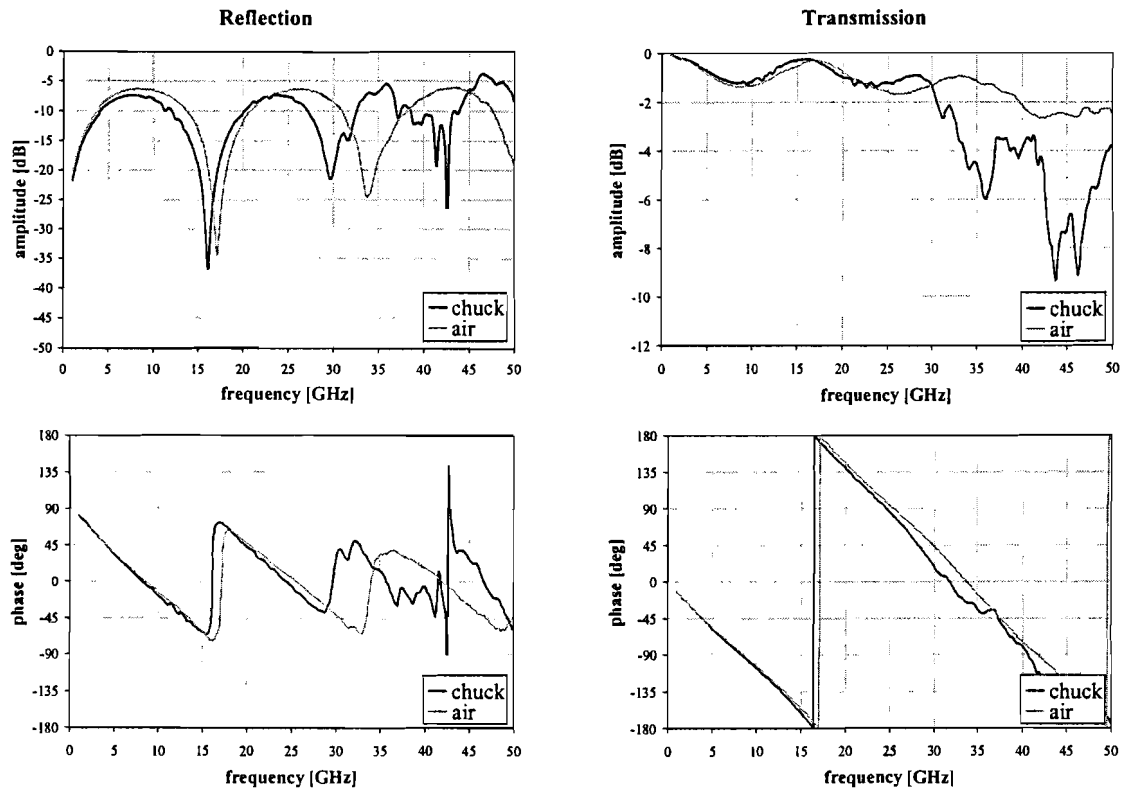 Reflection
Transmission
0
-5
-10
-15
-20
-25
-30
-35
-40
-45
-50
amplitude [dB]
0 5 10 15 20 25 30 35 40 45 50
frequency [GHz]
chuck
air
0
-2
-4
-6
-8
-10
-12
amplitude [dB]
0 5 10 15 20 25 30 35 40 45 50
frequency [GHz]
chuck
air
180
135
90
45
0
-45
-90
-135
-180
phase [deg]
0 5 10 15 20 25 30 35 40 45 50
frequency [GHz]
chuck
air
180
135
90
45
0
-45
-90
-135
-180
phase [deg]
0 5 10 15 20 25 30 35 40 45 50
frequency [GHz]
chuck
air